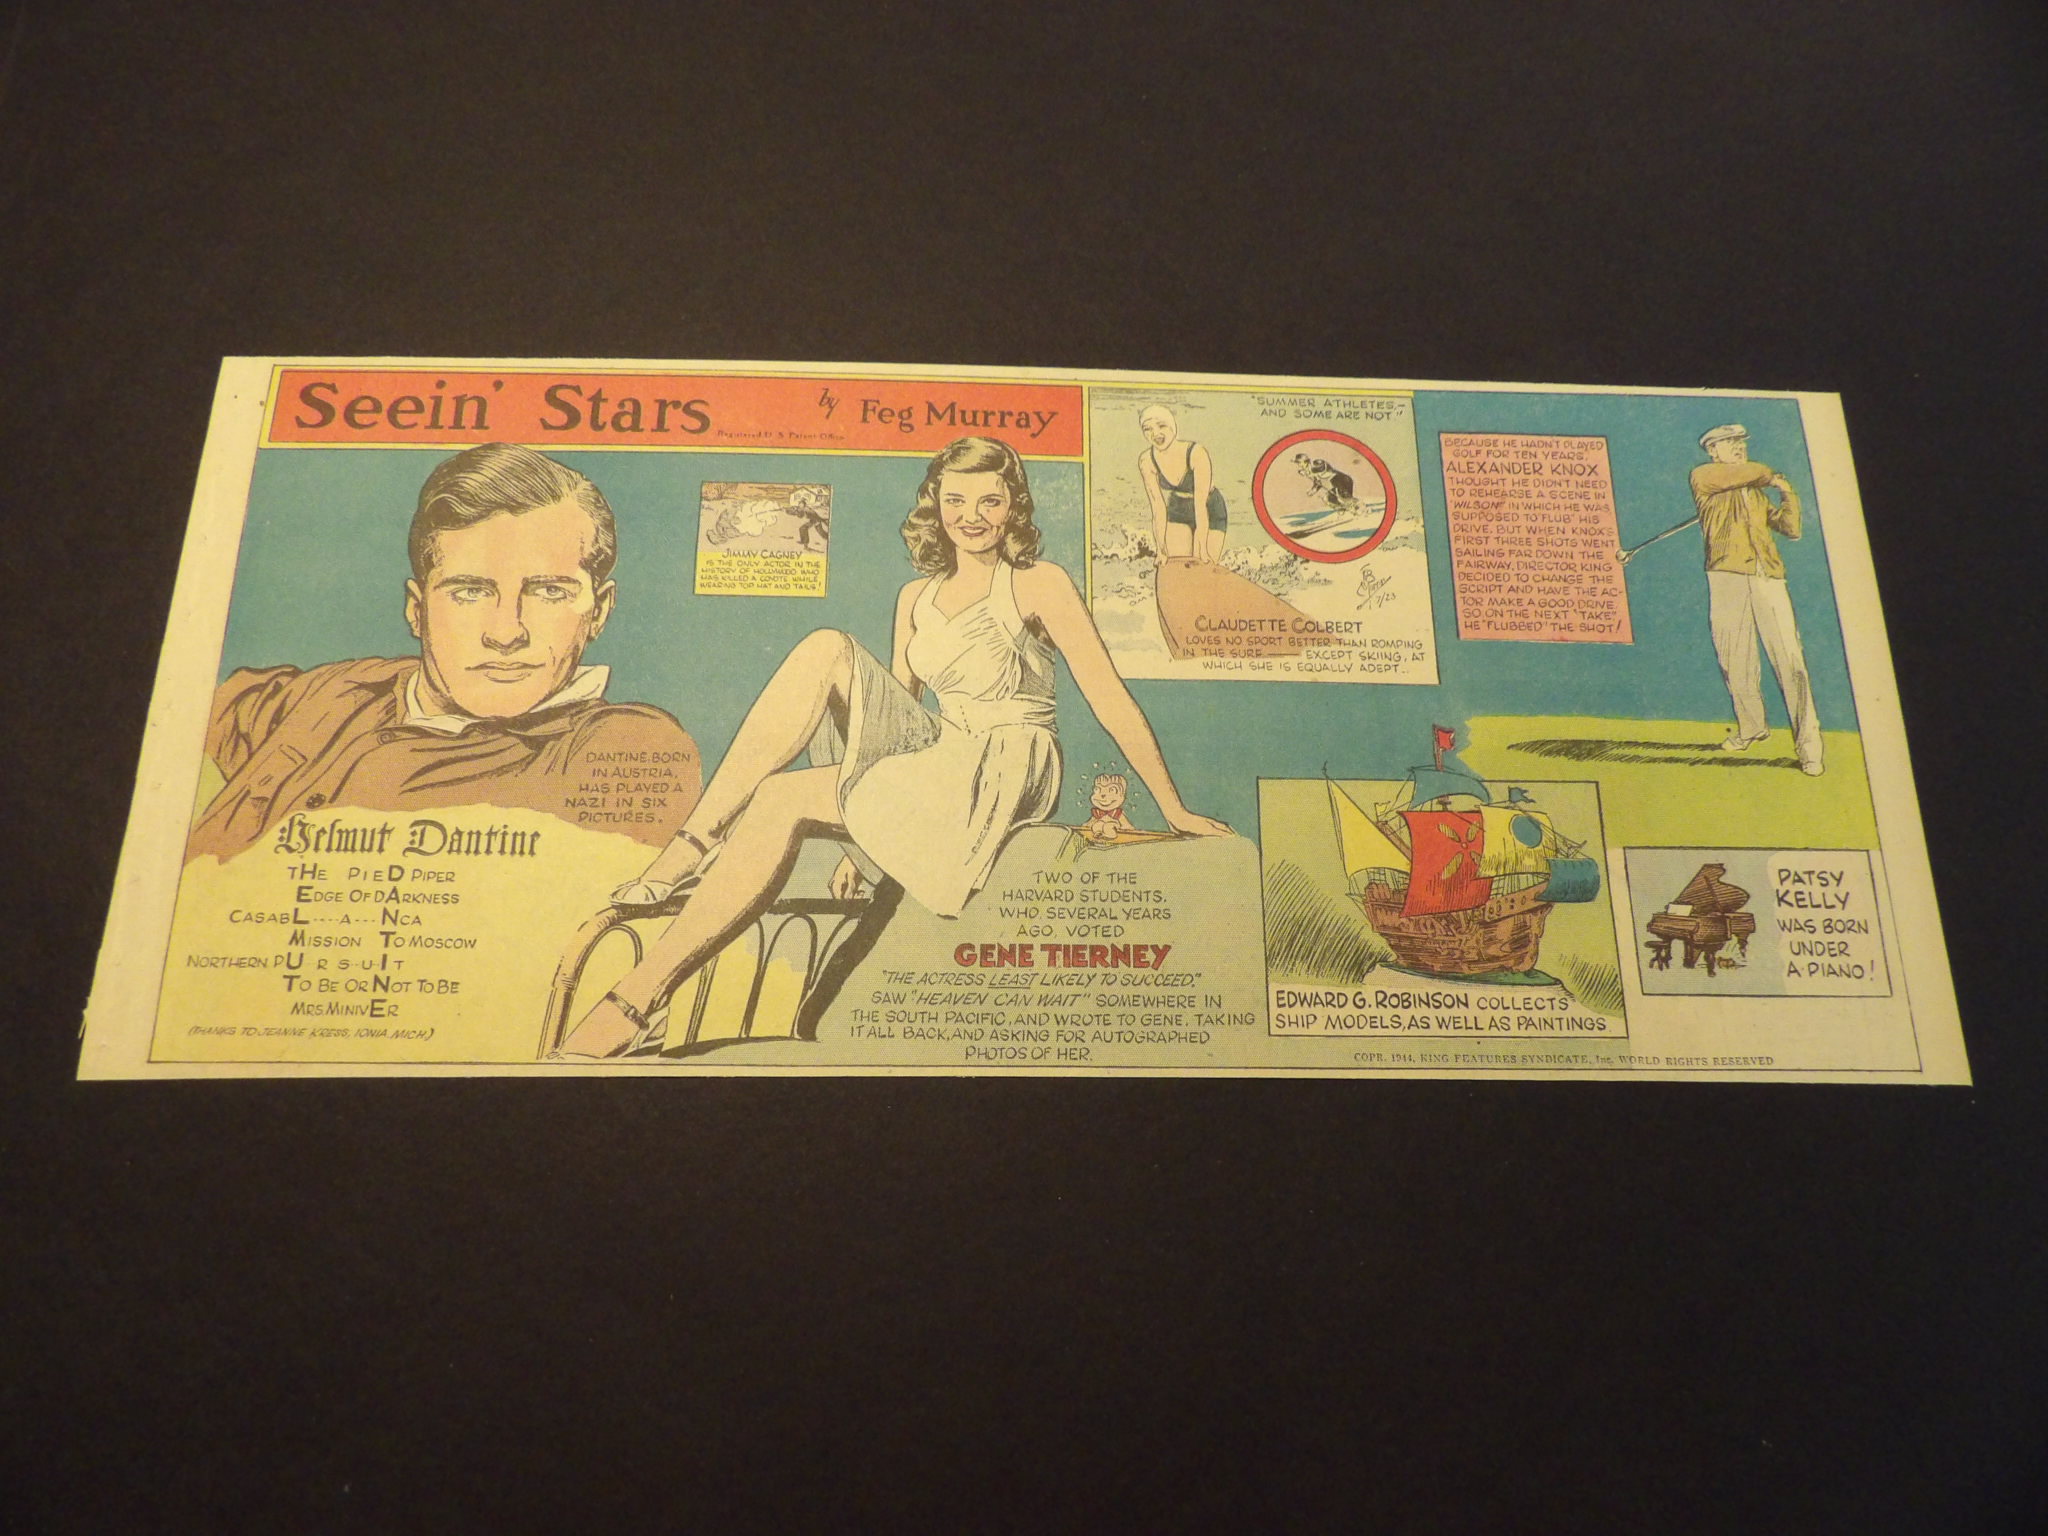 Seein' Stars
Registered U. S. Patent Office
by
Feg Murray
JIMMY CAGNEY
IS THE ONLY ACTOR IN THE
HISTORY OF HOLLYWOOD WHO
HAS KILLED A COYOTE WHILE
WEARING TOP HAT AND TAILS!
DANTINE, BORN
IN AUSTRIA,
HAS PLAYED A
NAZI IN SIX
PICTURES.
Helmut Dantine
THE PIED PIPER
EDGE OF DARKNESS
CASABL----A---NCA
MISSION TO MOSCOW
NORTHERN PURSUIT
TO BE OR NOT TO BE
MRS. MINIVER
(THANKS TO JEANNE KRESS, IONIA, MICH.)
TWO OF THE
HARVARD STUDENTS,
WHO, SEVERAL YEARS
AGO, VOTED
GENE TIERNEY
"THE ACTRESS LEAST LIKELY TO SUCCEED,"
SAW "HEAVEN CAN WAIT" SOMEWHERE IN
THE SOUTH PACIFIC, AND WROTE TO GENE, TAKING
IT ALL BACK, AND ASKING FOR AUTOGRAPHED
PHOTOS OF HER.
"SUMMER ATHLETES,—
AND SOME ARE NOT"
7/23
CLAUDETTE COLBERT
LOVES NO SPORT BETTER THAN ROMPING
IN THE SURF —— EXCEPT SKIING, AT
WHICH SHE IS EQUALLY ADEPT..
BECAUSE HE HADN'T PLAYED
GOLF FOR TEN YEARS,
ALEXANDER KNOX
THOUGHT HE DIDN'T NEED
TO REHEARSE A SCENE IN
"WILSON" IN WHICH HE WAS
SUPPOSED TO "FLUB" HIS
DRIVE. BUT WHEN KNOX'S
FIRST THREE SHOTS WENT
SAILING FAR DOWN THE
FAIRWAY, DIRECTOR KING
DECIDED TO CHANGE THE
SCRIPT AND HAVE THE AC-
TOR MAKE A GOOD DRIVE.
SO ON THE NEXT "TAKE"
HE "FLUBBED" THE SHOT!
EDWARD G. ROBINSON COLLECTS
SHIP MODELS, AS WELL AS PAINTINGS.
PATSY
KELLY
WAS BORN
UNDER
A PIANO!
COPR. 1944, KING FEATURES SYNDICATE, Inc. WORLD RIGHTS RESERVED